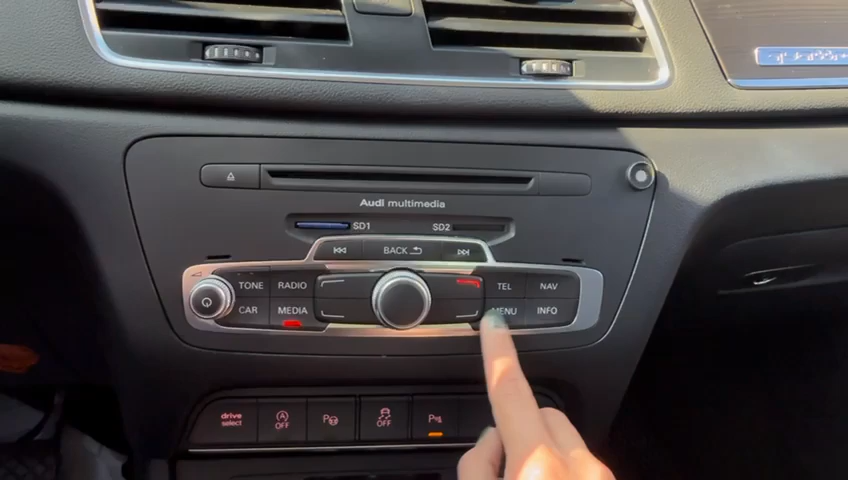 Audi multimedia
SD1 SD2
BACK
TONE RADIO TEL NAV
CAR MEDIA MENU INFO
drive select
OFF
P
OFF
P